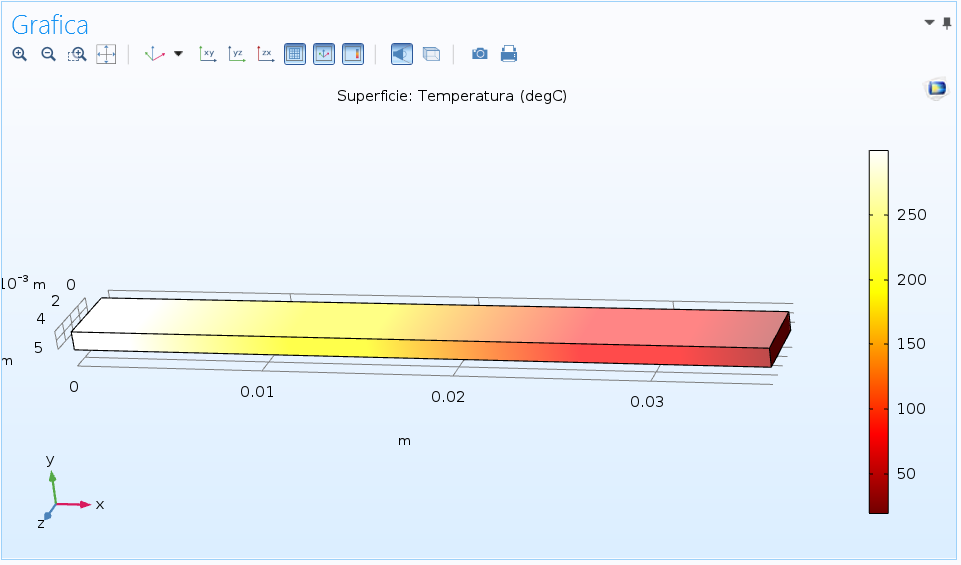 Grafica
xy yz zx
Superficie: Temperatura (degC)
250
200
150
100
50
10⁻³ m
0
2
4
5
m
0
0.01
0.02
0.03
m
y
x
z